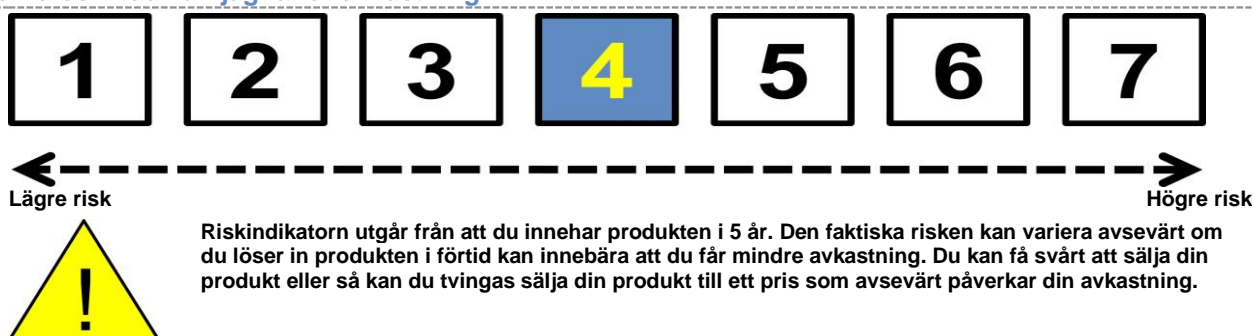 1 2 3 4 5 6 7
Lägre risk Högre risk
Riskindikatorn utgår från att du innehar produkten i 5 år. Den faktiska risken kan variera avsevärt om
du löser in produkten i förtid kan innebära att du får mindre avkastning. Du kan få svårt att sälja din
produkt eller så kan du tvingas sälja din produkt till ett pris som avsevärt påverkar din avkastning.
!